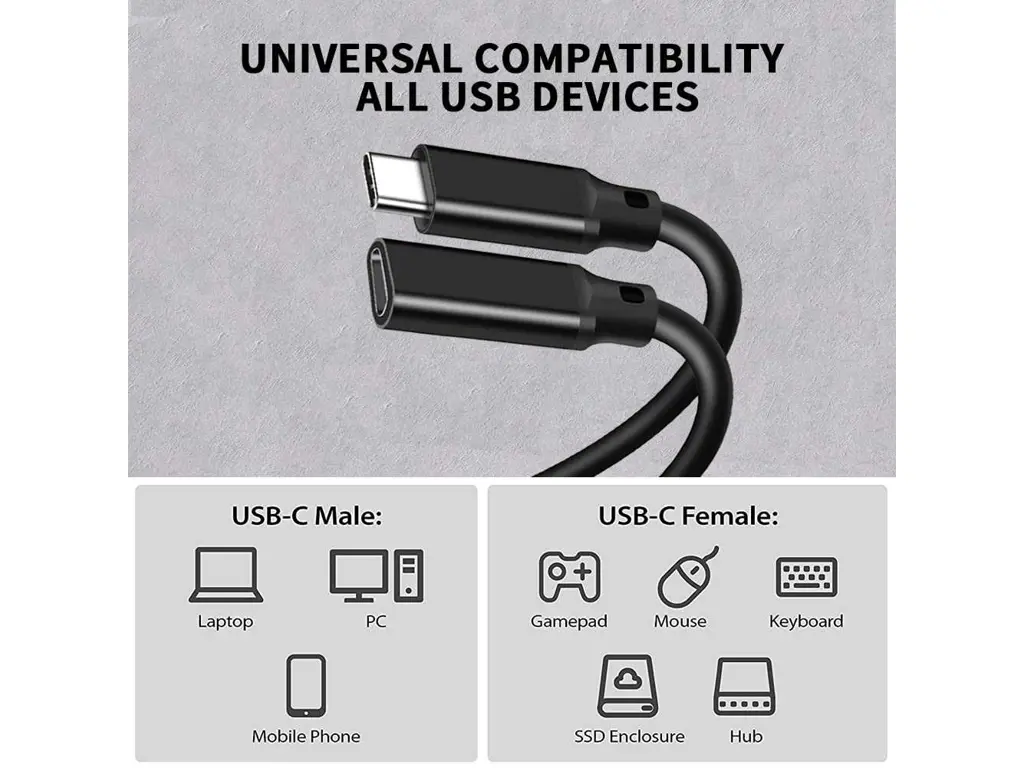 UNIVERSAL COMPATIBILITY
ALL USB DEVICES
USB-C Male:
Laptop
PC
Mobile Phone
USB-C Female:
Gamepad
Mouse
Keyboard
SSD Enclosure
Hub